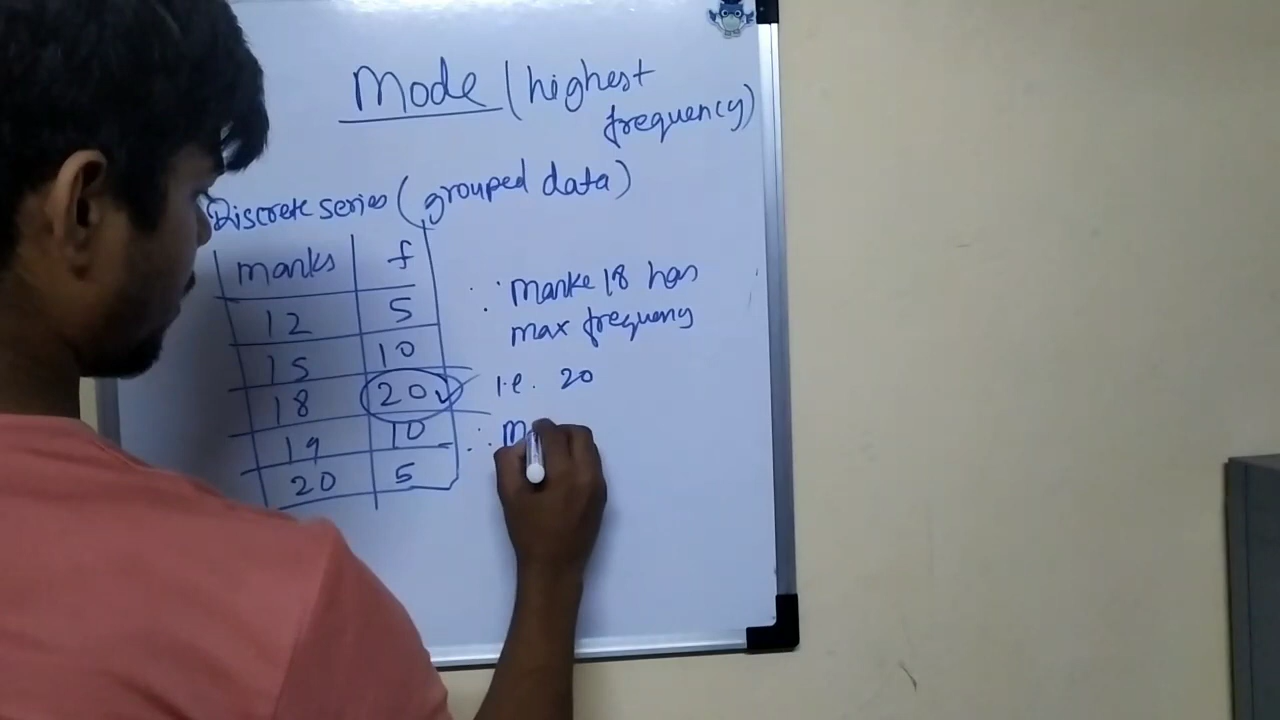 Mode (highest
frequency)
Discrete series (grouped data)
marks f
12 5
15 10
18 20
19 10
20 5
∴ Marke 18 has
max frequency
i.e. 20
∴ M